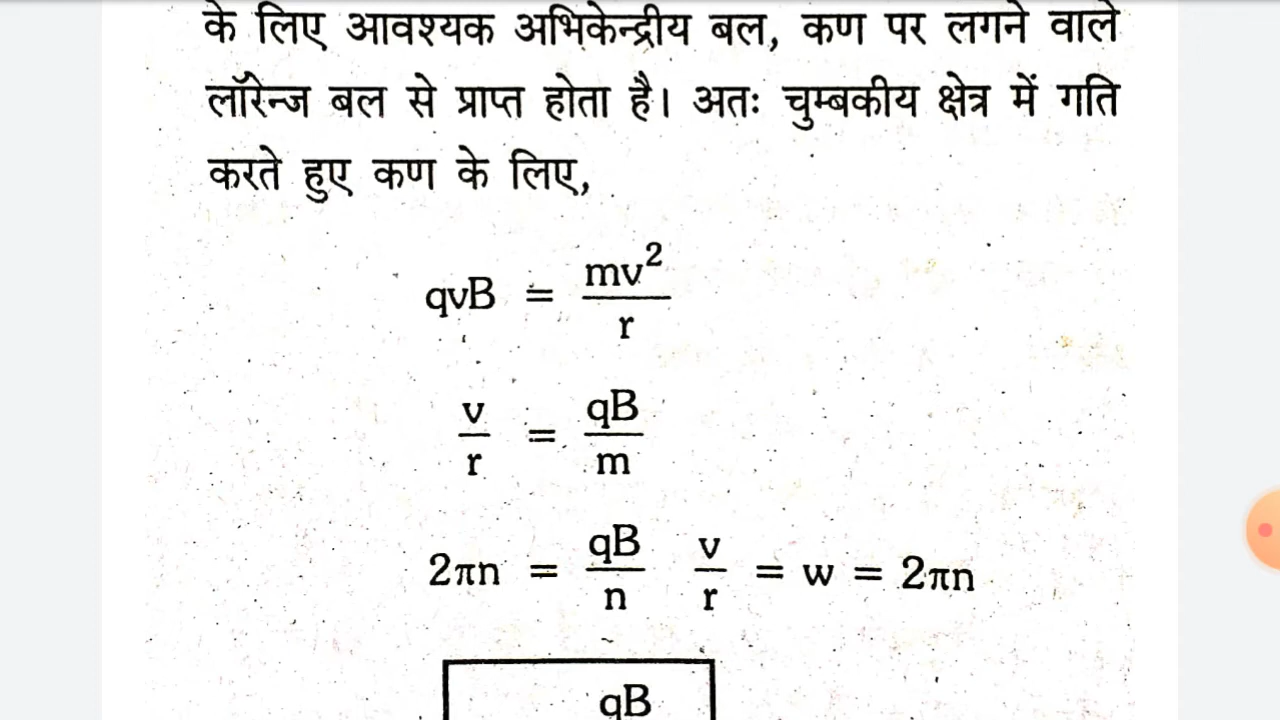 के लिए आवश्यक अभिकेन्द्रीय बल, कण पर लगने वाले
लॉरेन्ज बल से प्राप्त होता है। अतः चुम्बकीय क्षेत्र में गति
करते हुए कण के लिए,
qvB = mv²/r
v/r = qB/m
2πn = qB/n v/r = w = 2πn
qB